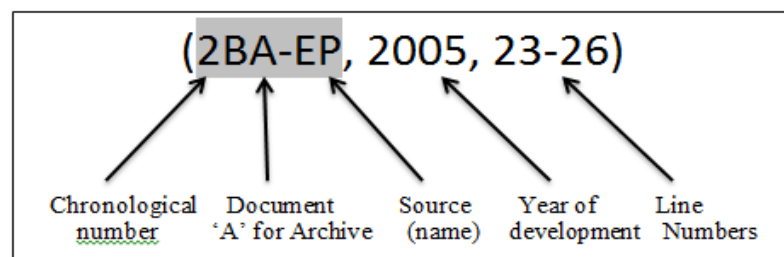 (2BA-EP, 2005, 23-26)
Chronological Document Source Year of Line
number 'A' for Archive (name) development Numbers